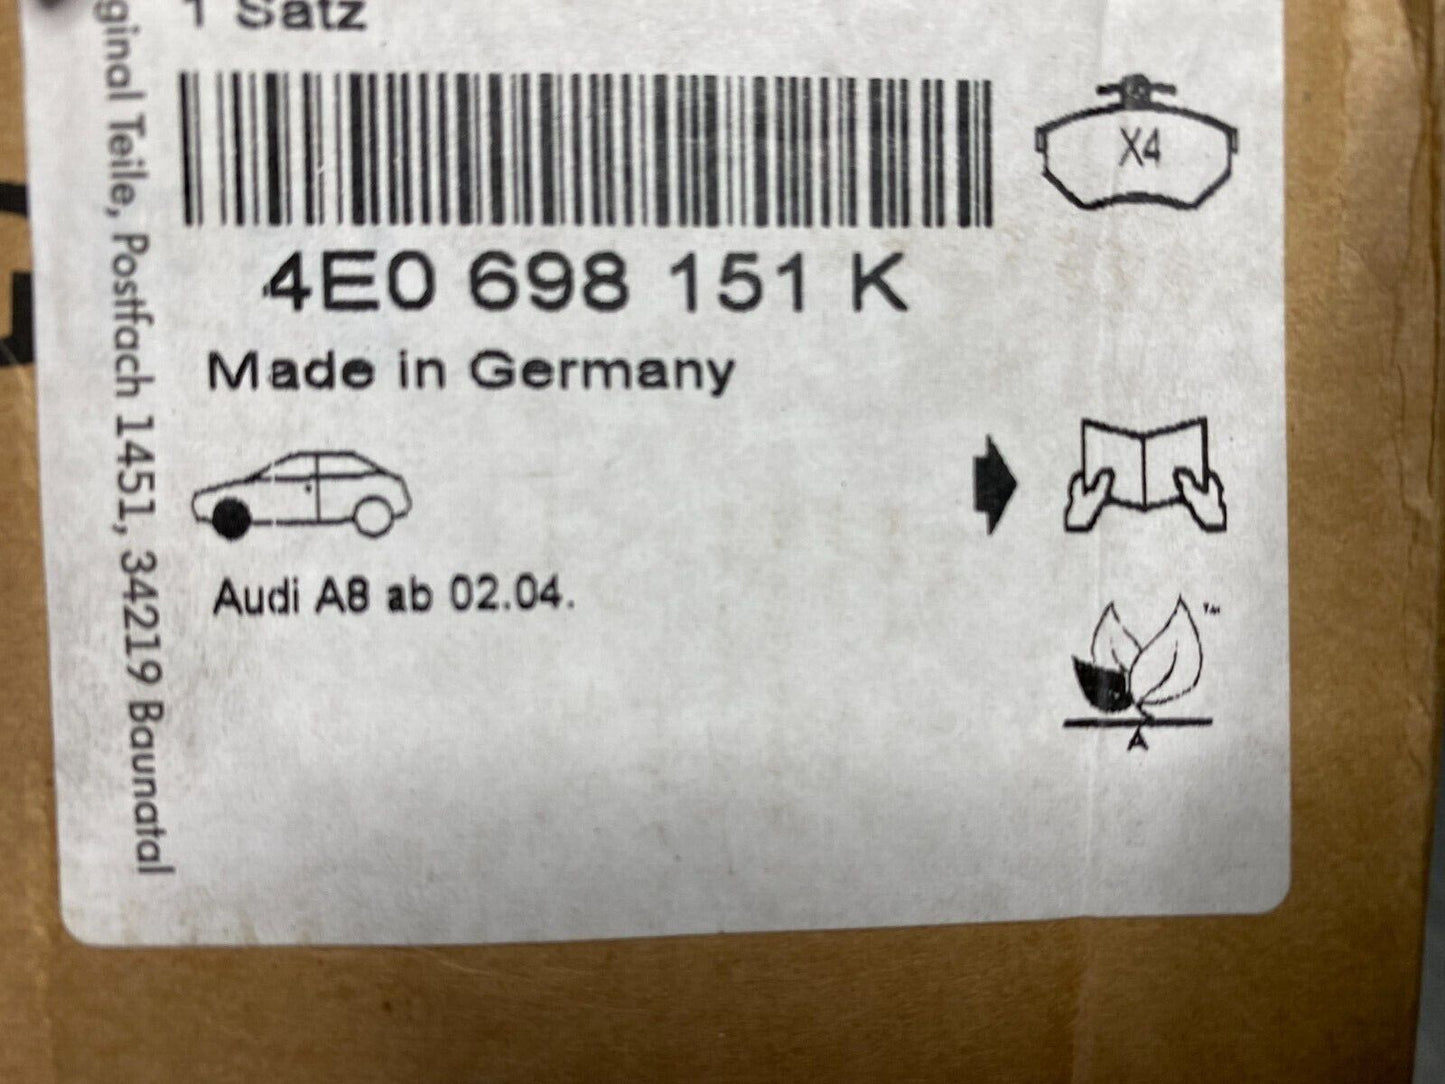 1 Satz
X4
4E0 698 151 K
Made in Germany
Audi A8 ab 02.04.
TM
A
ginal Teile, Postfach 1451, 34219 Baunatal